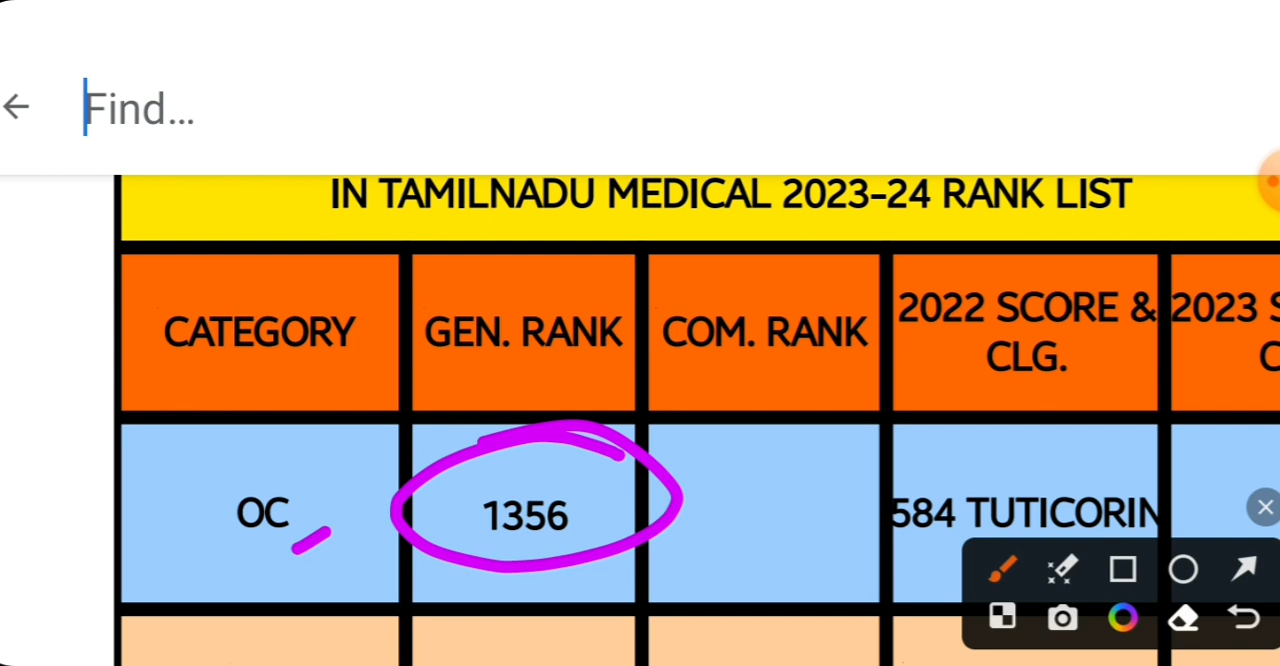 Find...
IN TAMILNADU MEDICAL 2023-24 RANK LIST
CATEGORY
GEN. RANK
COM. RANK
2022 SCORE &
CLG.
2023 S
C
OC
1356
584 TUTICORIN